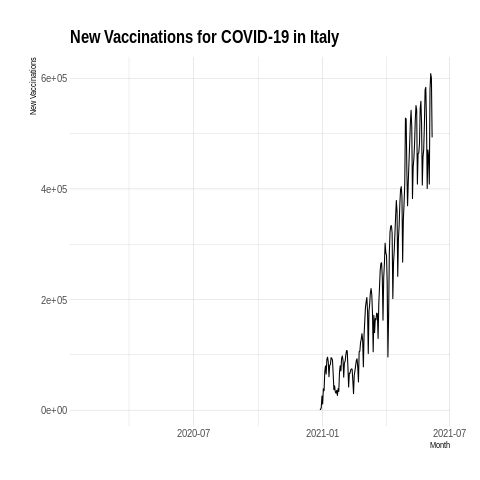 New Vaccinations for COVID-19 in Italy
New Vaccinations
6e+05
4e+05
2e+05
0e+00
2020-07
2021-01
2021-07
Month